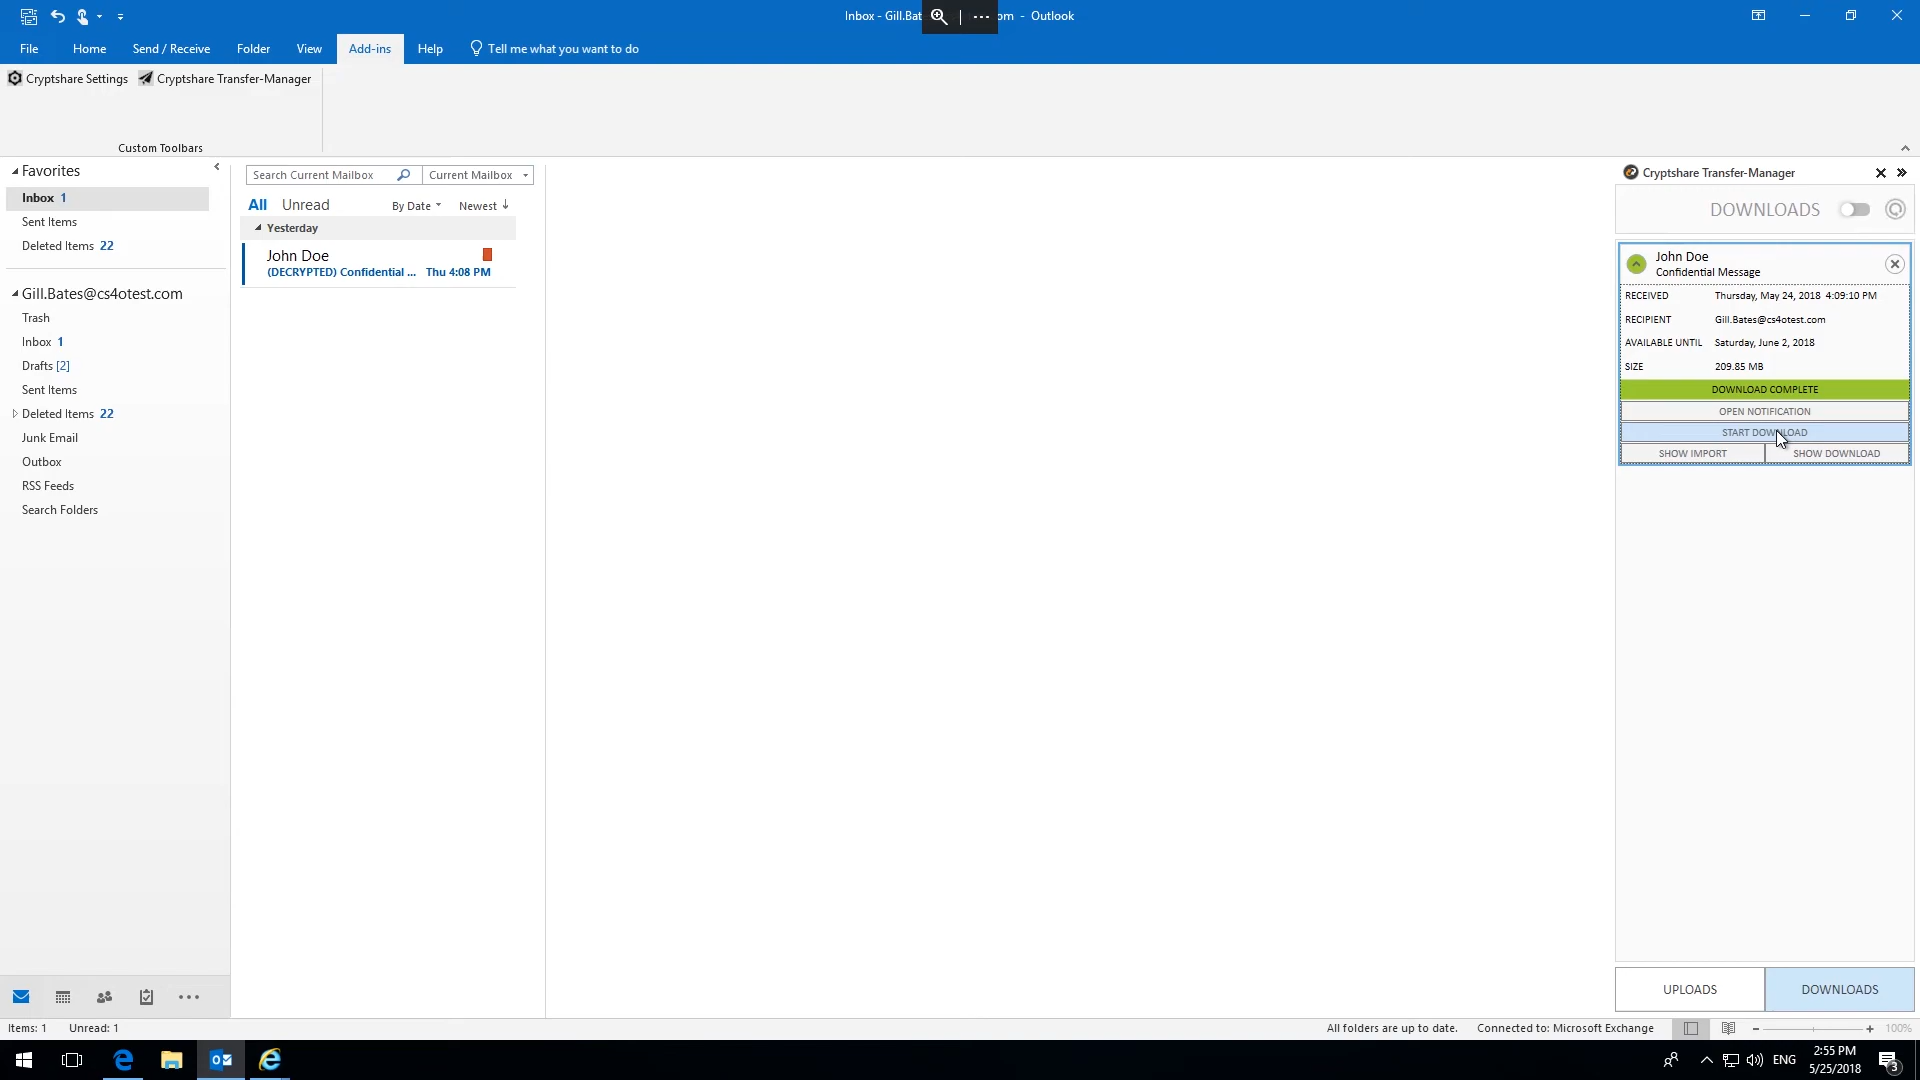 Inbox - Gill.Bat om - Outlook
File Home Send / Receive Folder View Add-ins Help Tell me what you want to do
Cryptshare Settings Cryptshare Transfer-Manager
Custom Toolbars
Favorites
Inbox 1
Sent Items
Deleted Items 22
Gill.Bates@cs4otest.com
Trash
Inbox 1
Drafts [2]
Sent Items
Deleted Items 22
Junk Email
Outbox
RSS Feeds
Search Folders
Search Current Mailbox Current Mailbox
All Unread By Date Newest
Yesterday
John Doe
(DECRYPTED) Confidential ... Thu 4:08 PM
Cryptshare Transfer-Manager
DOWNLOADS
John Doe
Confidential Message
RECEIVED Thursday, May 24, 2018 4:09:10 PM
RECIPIENT Gill.Bates@cs4otest.com
AVAILABLE UNTIL Saturday, June 2, 2018
SIZE 209.85 MB
DOWNLOAD COMPLETE
OPEN NOTIFICATION
START DOWNLOAD
SHOW IMPORT SHOW DOWNLOAD
UPLOADS DOWNLOADS
Items: 1 Unread: 1 All folders are up to date. Connected to: Microsoft Exchange 100%
ENG 2:55 PM
5/25/2018 3